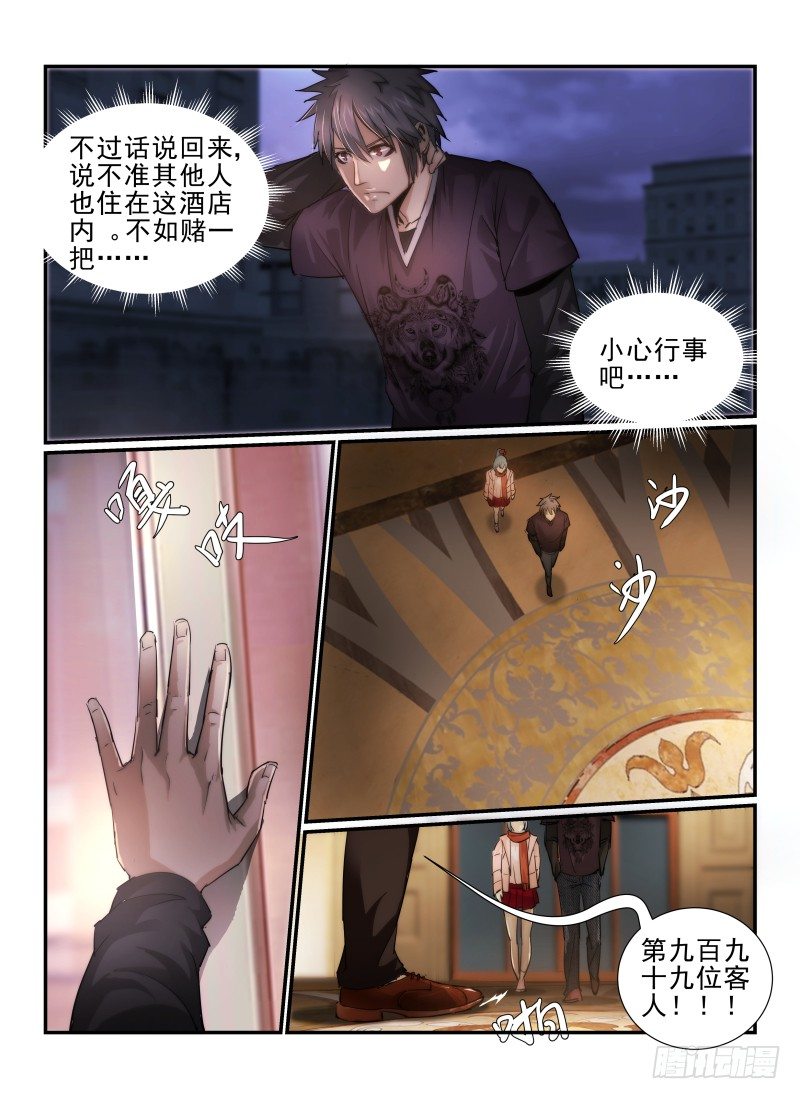 不过话说回来,
说不准其他人
也住在这酒店
内 。不如赌一
把……
小心行事
吧……
嘎
吱
沙
沙
第九百九
十九位客
人！！！
啪
腾讯动漫